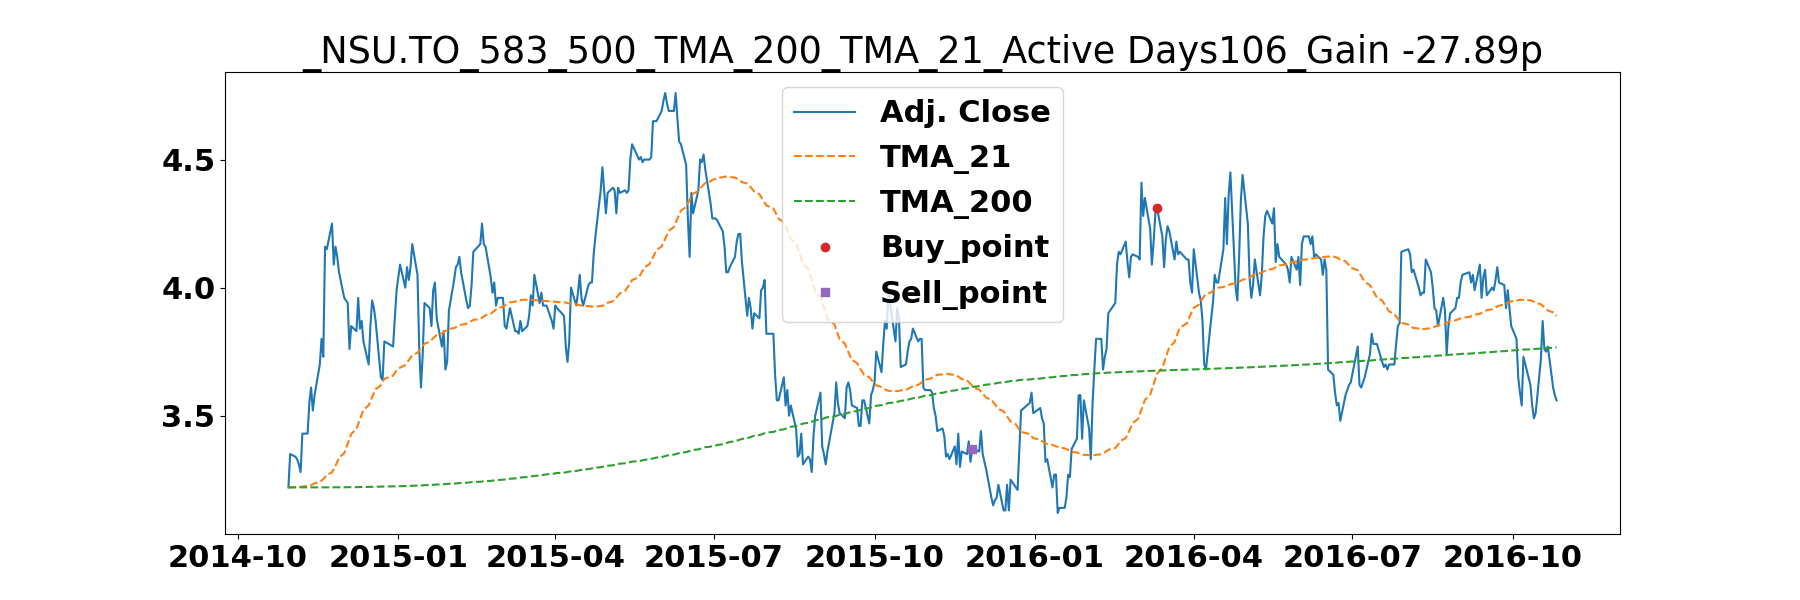 _NSU.TO_583_500_TMA_200_TMA_21_Active Days106_Gain -27.89p
Adj. Close
TMA_21
TMA_200
Buy_point
Sell_point
4.5
4.0
3.5
2014-10 2015-01 2015-04 2015-07 2015-10 2016-01 2016-04 2016-07 2016-10